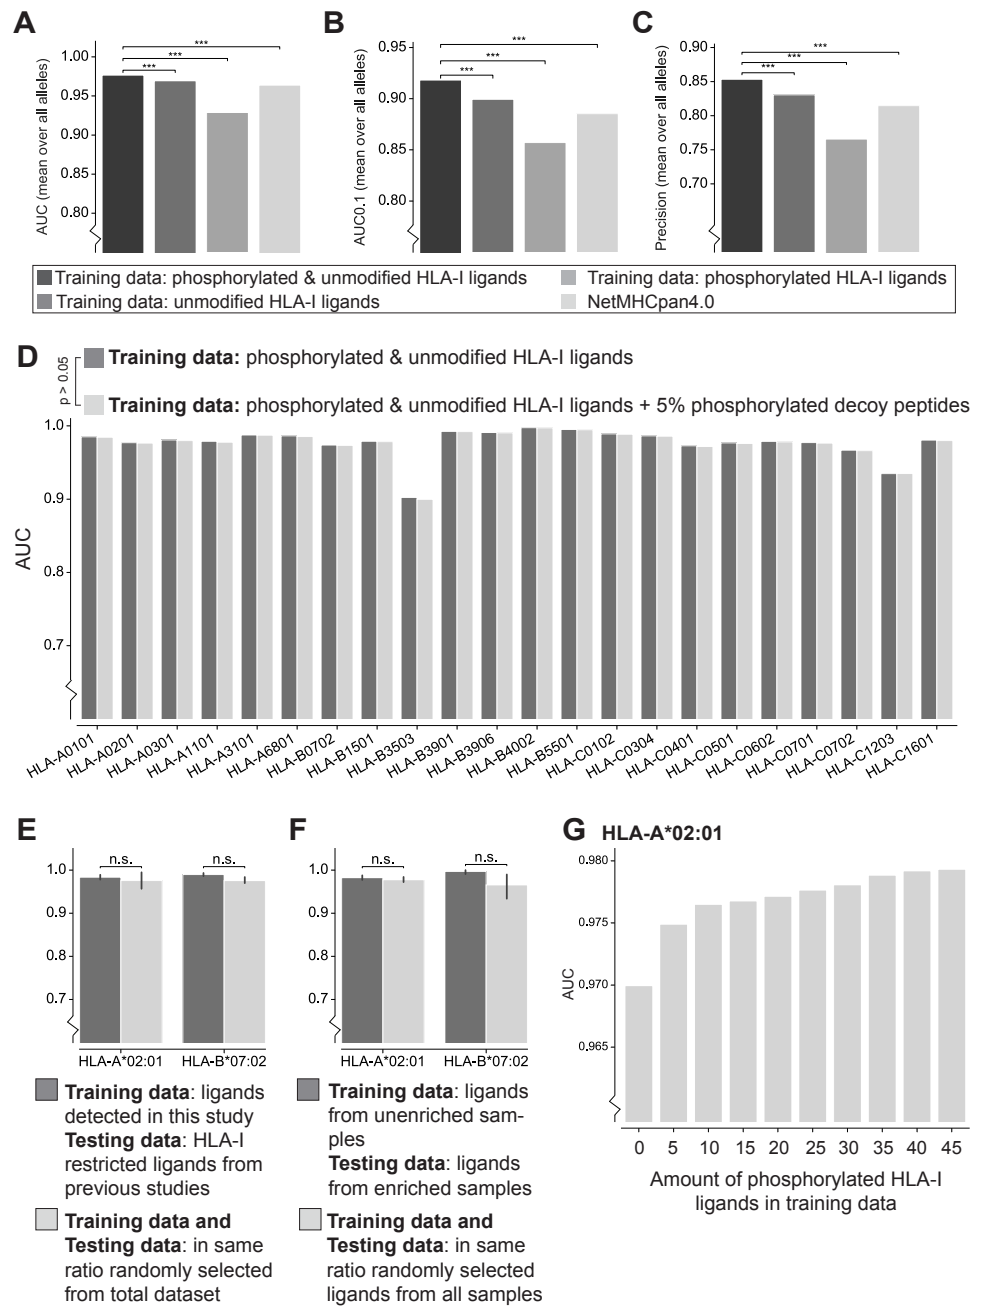 A
B
C
AUC (mean over all alleles)
1.00
0.95
0.90
0.85
0.80
***
***
***
AUC0.1 (mean over all alleles)
0.95
0.90
0.85
0.80
***
***
***
Precision (mean over all alleles)
0.90
0.85
0.80
0.75
0.70
***
***
***
Training data: phosphorylated & unmodified HLA-I ligands
Training data: phosphorylated HLA-I ligands
Training data: unmodified HLA-I ligands
NetMHCpan4.0
D
p > 0.05
Training data: phosphorylated & unmodified HLA-I ligands
Training data: phosphorylated & unmodified HLA-I ligands + 5% phosphorylated decoy peptides
AUC
1.0
0.9
0.8
0.7
HLA-A0101
HLA-A0201
HLA-A0301
HLA-A1101
HLA-A3101
HLA-A6801
HLA-B0702
HLA-B1501
HLA-B3503
HLA-B3901
HLA-B3906
HLA-B4002
HLA-B5501
HLA-C0102
HLA-C0304
HLA-C0401
HLA-C0501
HLA-C0602
HLA-C0701
HLA-C0702
HLA-C1203
HLA-C1601
E
1.0
0.9
0.8
0.7
n.s.
n.s.
HLA-A*02:01
HLA-B*07:02
Training data: ligands
detected in this study
Testing data: HLA-I
restricted ligands from
previous studies
Training data and
Testing data: in same
ratio randomly selected
from total dataset
F
1.0
0.9
0.8
0.7
n.s.
n.s.
HLA-A*02:01
HLA-B*07:02
Training data: ligands
from unenriched sam-
ples
Testing data: ligands
from enriched samples
Training data and
Testing data: in same
ratio randomly selected
ligands from all samples
G HLA-A*02:01
AUC
0.980
0.975
0.970
0.965
0 5 10 15 20 25 30 35 40 45
Amount of phosphorylated HLA-I
ligands in training data